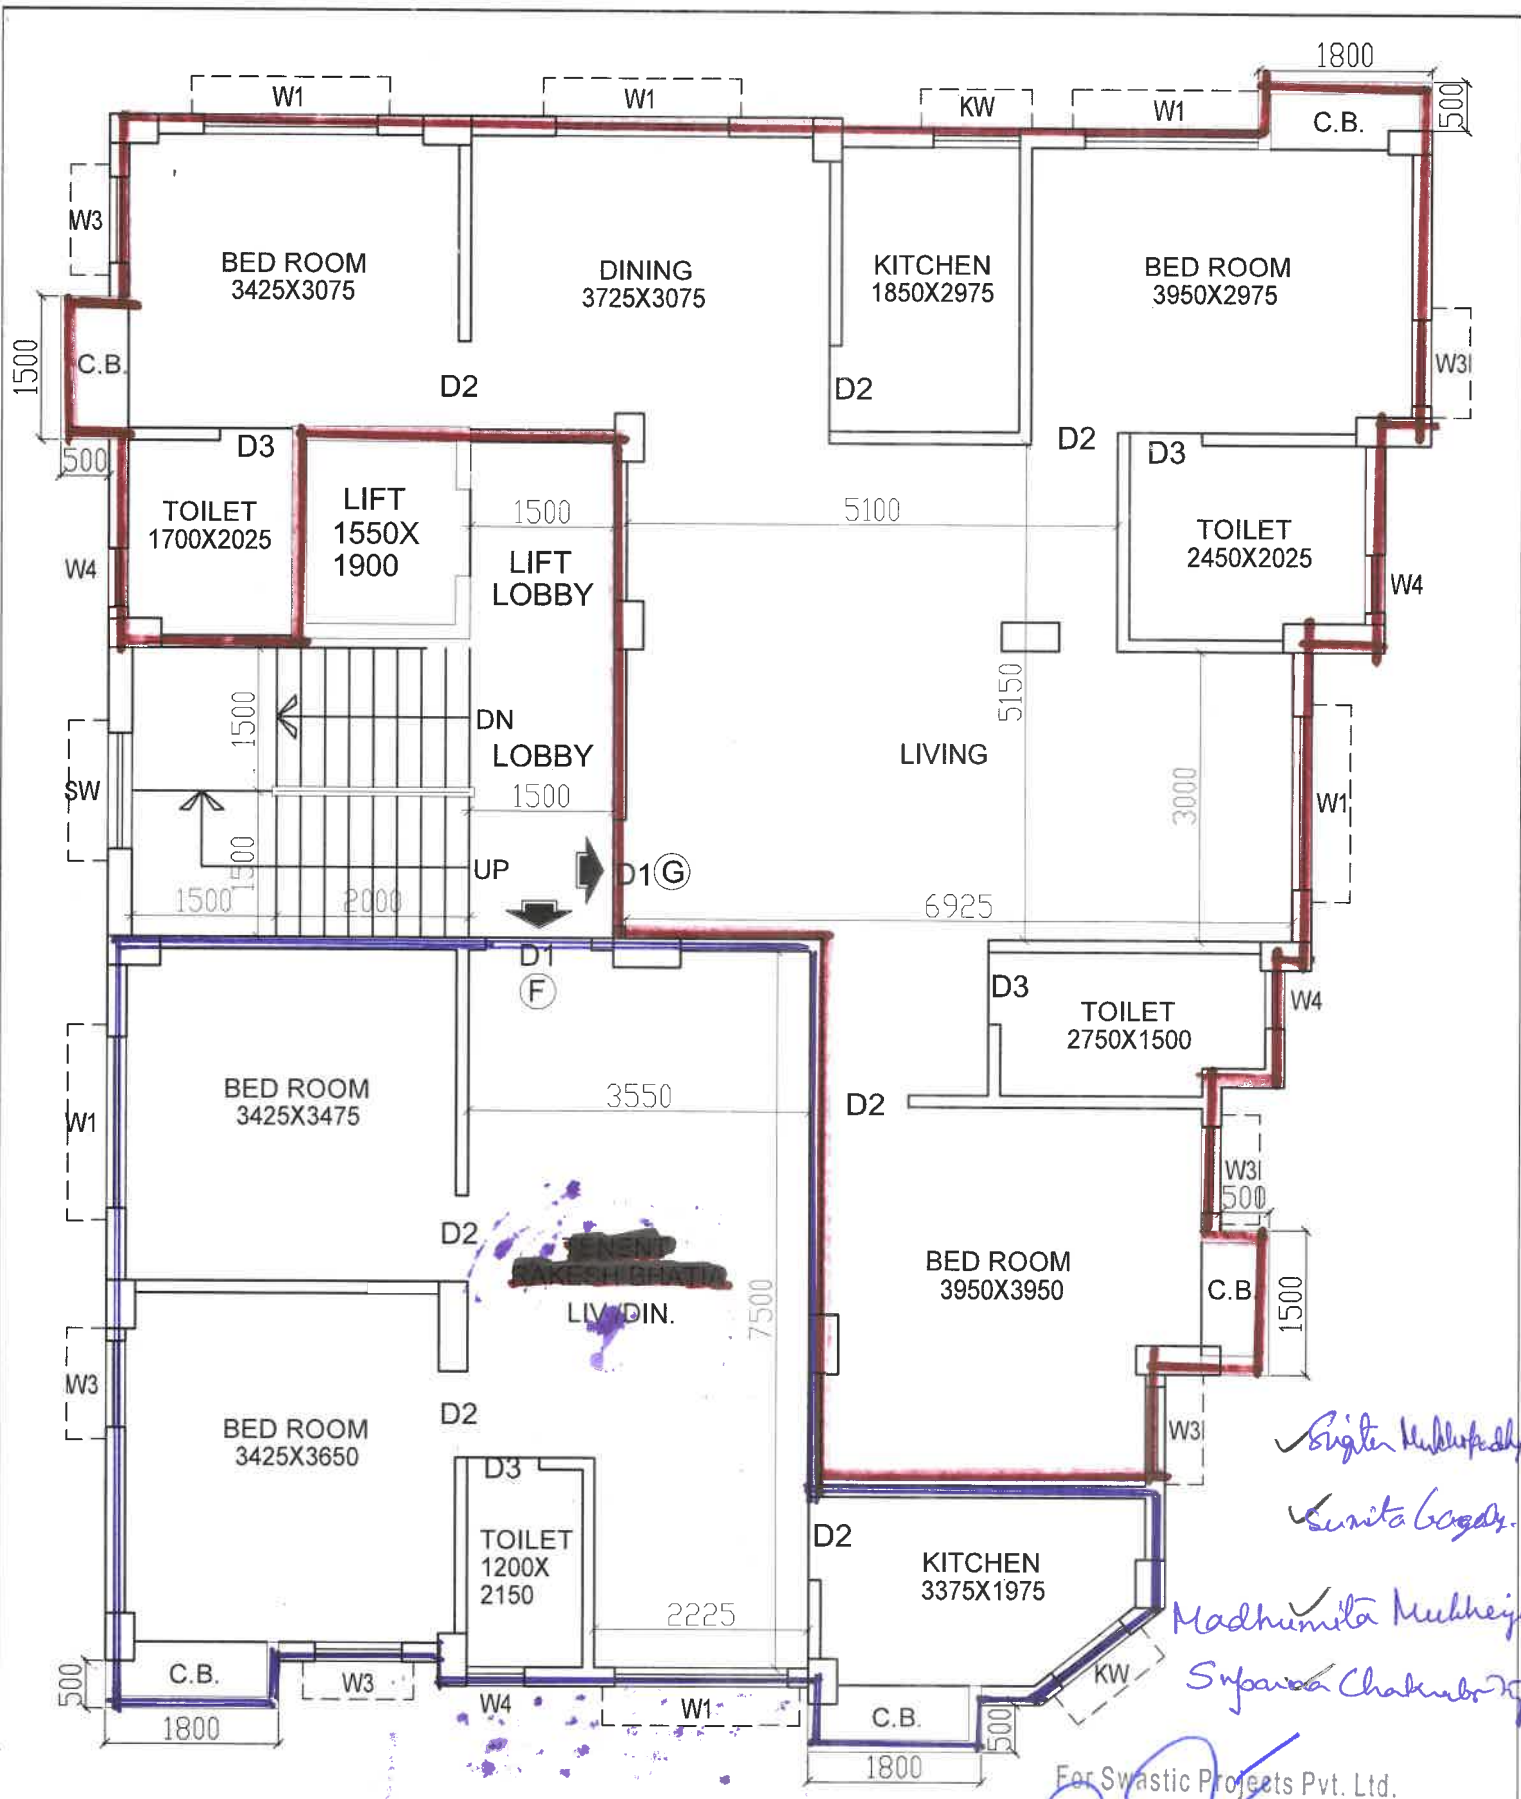 1800
W1
W1
KW
W1
C.B.
500
W3
BED ROOM
3425X3075
DINING
3725X3075
KITCHEN
1850X2975
BED ROOM
3950X2975
1500
C.B.
D2
D2
W3
D2
500
D3
D3
TOILET
1700X2025
LIFT
1550X
1900
1500
5100
LIFT
LOBBY
TOILET
2450X2025
W4
W4
1500
DN
5150
LOBBY
LIVING
SW
1500
3000
W1
1500
UP
D1 G
1500
2000
6925
D1
F
D3
TOILET
2750X1500
W4
BED ROOM
3425X3475
3550
D2
W1
W3
500
D2
TENENT
RAKESH BHATIA
LIV/DIN.
7500
BED ROOM
3950X3950
C.B.
1500
W3
D2
BED ROOM
3425X3650
W3
D3
TOILET
1200X
2150
D2
KITCHEN
3375X1975
Sumita
2225
Madhumita Mukherj
500
C.B.
W3
W4
W1
KW
C.B.
500
1800
1800
For Swastic Projects Pvt. Ltd.